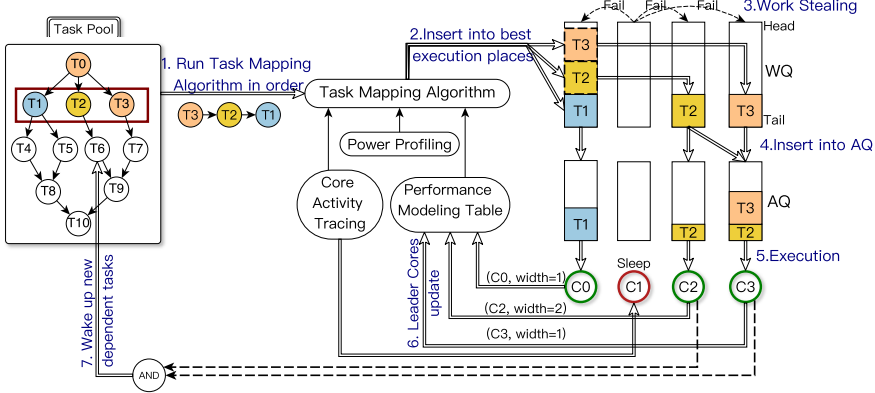 Fail
Fail
Fail
3.Work Stealing
Task Pool
2.Insert into best
execution places
Head
T0
T3
WQ
1. Run Task Mapping
Algorithm in order
T2
Task Mapping Algorithm
T1
T2
T3
T3
T2
T1
T1
T2
T3
Tail
T4
T5
T6
T7
Power Profiling
4.Insert into AQ
T8
T9
Core
Activity
Tracing
Performance
Modeling Table
T3
AQ
T10
T1
T2
T2
5.Execution
Sleep
(C0, width=1)
C0
C1
C2
C3
6. Leader Cores
update
(C2, width=2)
(C3, width=1)
7. Wake up new
dependent tasks
AND